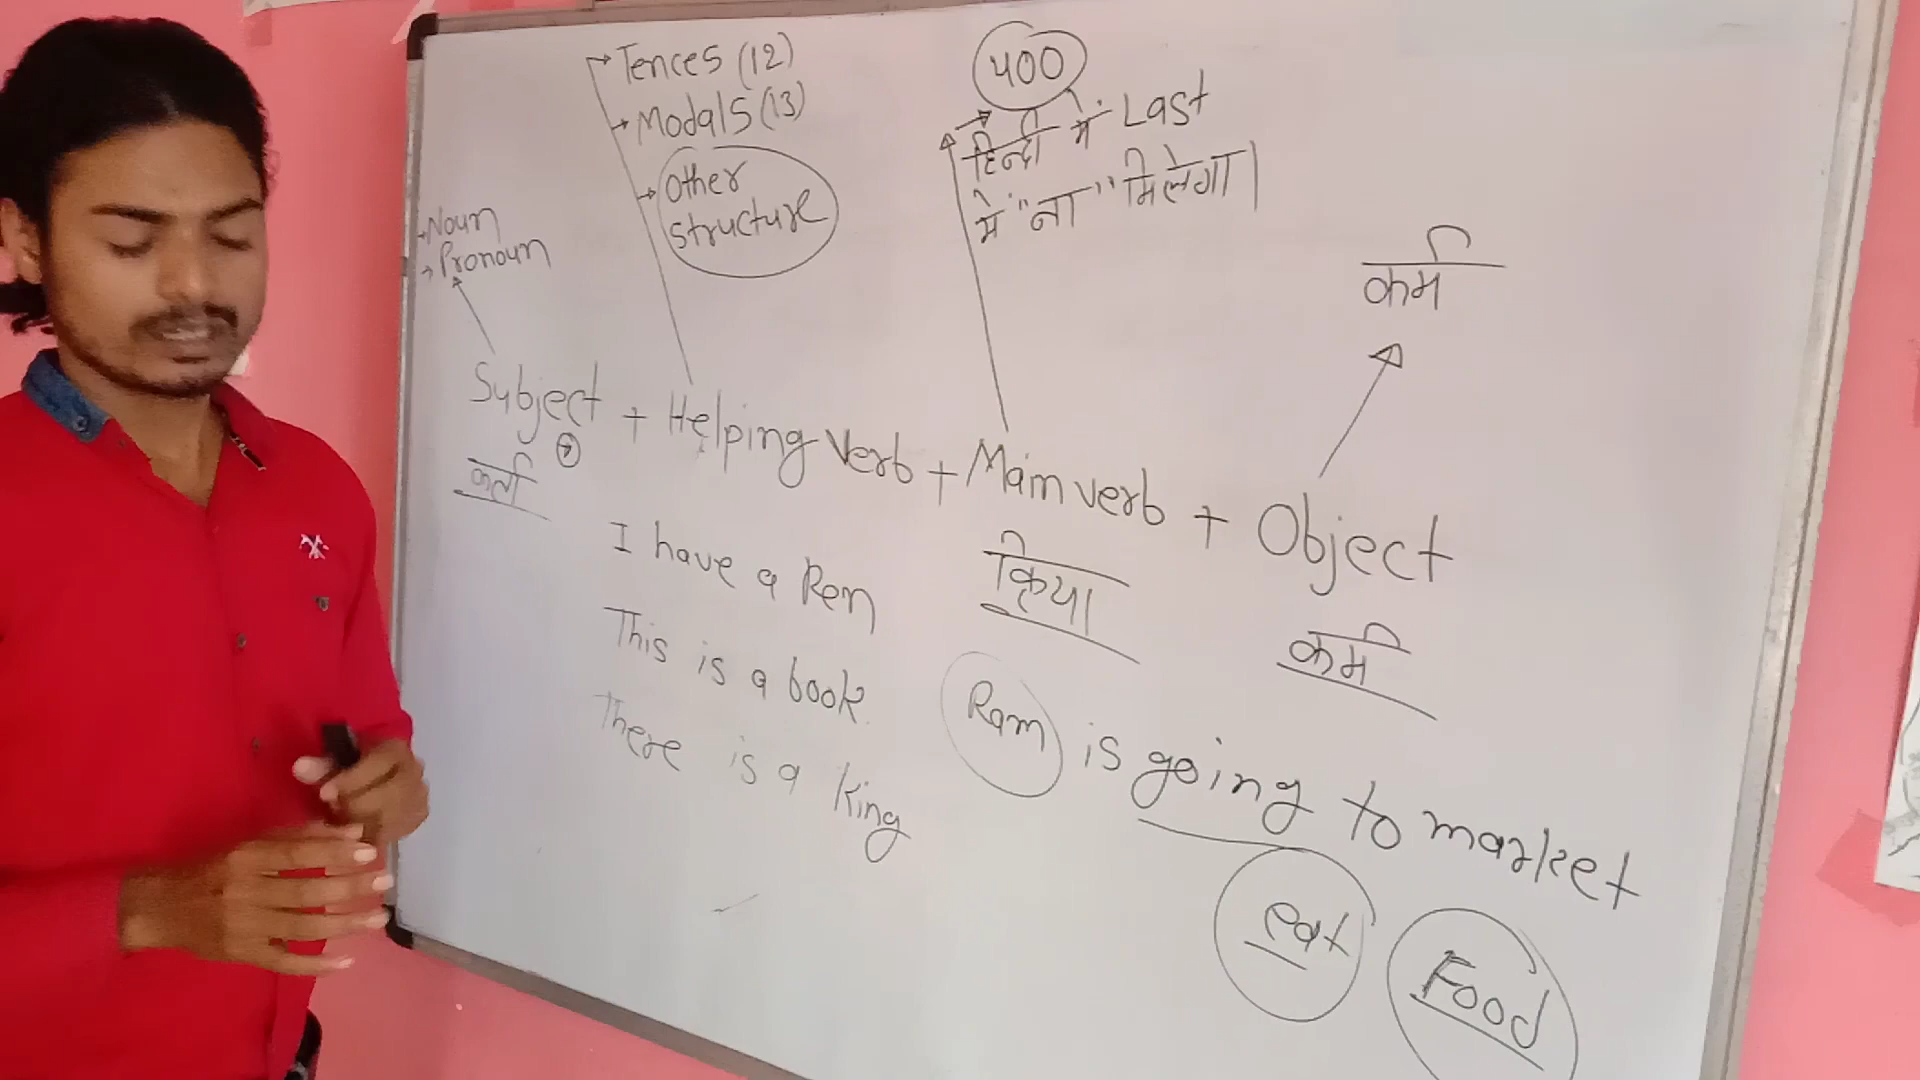 Tences (12)
Modals (13)
Other
structure
400
हिन्दी में Last
में "ना" मिलेगा।
Noun
Pronoun
कर्म
Subject + Helping Verb + Main verb + Object
कर्ता
क्रिया
कर्म
I have a Pen
This is a book.
There is a King
Ram is going to market
eat
Food